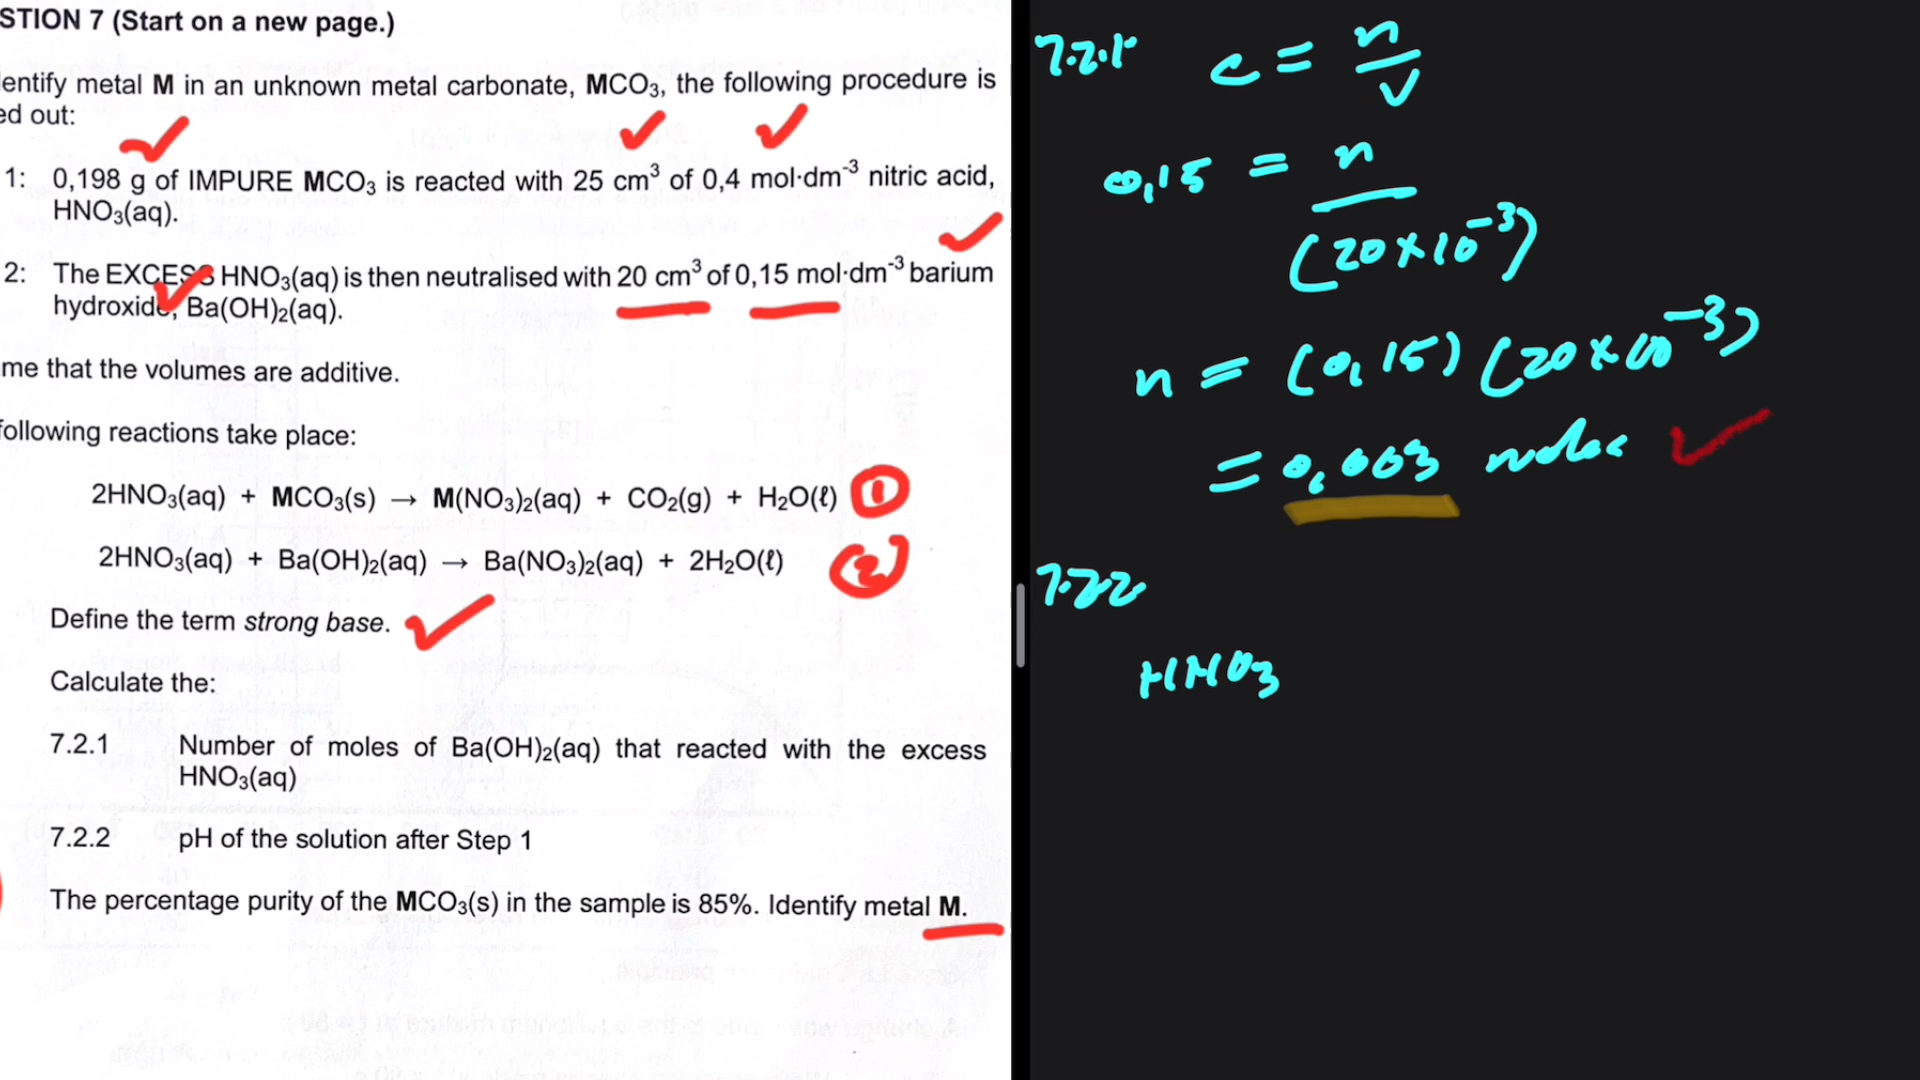 STION 7 (Start on a new page.)
entify metal M in an unknown metal carbonate, MCO₃, the following procedure is
ed out:
1: 0,198 g of IMPURE MCO₃ is reacted with 25 cm³ of 0,4 mol·dm⁻³ nitric acid,
HNO₃(aq).
2: The EXCESS HNO₃(aq) is then neutralised with 20 cm³ of 0,15 mol·dm⁻³ barium
hydroxide, Ba(OH)₂(aq).
me that the volumes are additive.
following reactions take place:
2HNO₃(aq) + MCO₃(s) → M(NO₃)₂(aq) + CO₂(g) + H₂O(ℓ) 1
2HNO₃(aq) + Ba(OH)₂(aq) → Ba(NO₃)₂(aq) + 2H₂O(ℓ) 2
Define the term strong base.
Calculate the:
7.2.1 Number of moles of Ba(OH)₂(aq) that reacted with the excess
HNO₃(aq)
7.2.2 pH of the solution after Step 1
The percentage purity of the MCO₃(s) in the sample is 85%. Identify metal M.
7.2.1 c = n/V
0,15 = n/(20×10⁻³)
n = (0,15)(20×10⁻³)
= 0,003 moles
7.2.2
HNO₃